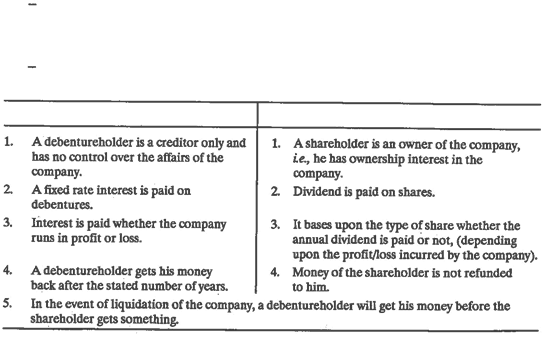 –
–
1. A debentureholder is a creditor only and
has no control over the affairs of the
company.
2. A fixed rate interest is paid on
debentures.
3. Interest is paid whether the company
runs in profit or loss.
4. A debentureholder gets his money
back after the stated number of years.
1. A shareholder is an owner of the company,
i.e., he has ownership interest in the
company.
2. Dividend is paid on shares.
3. It bases upon the type of share whether the
annual dividend is paid or not, (depending
upon the profit/loss incurred by the company).
4. Money of the shareholder is not refunded
to him.
5. In the event of liquidation of the company, a debentureholder will get his money before the
shareholder gets something.